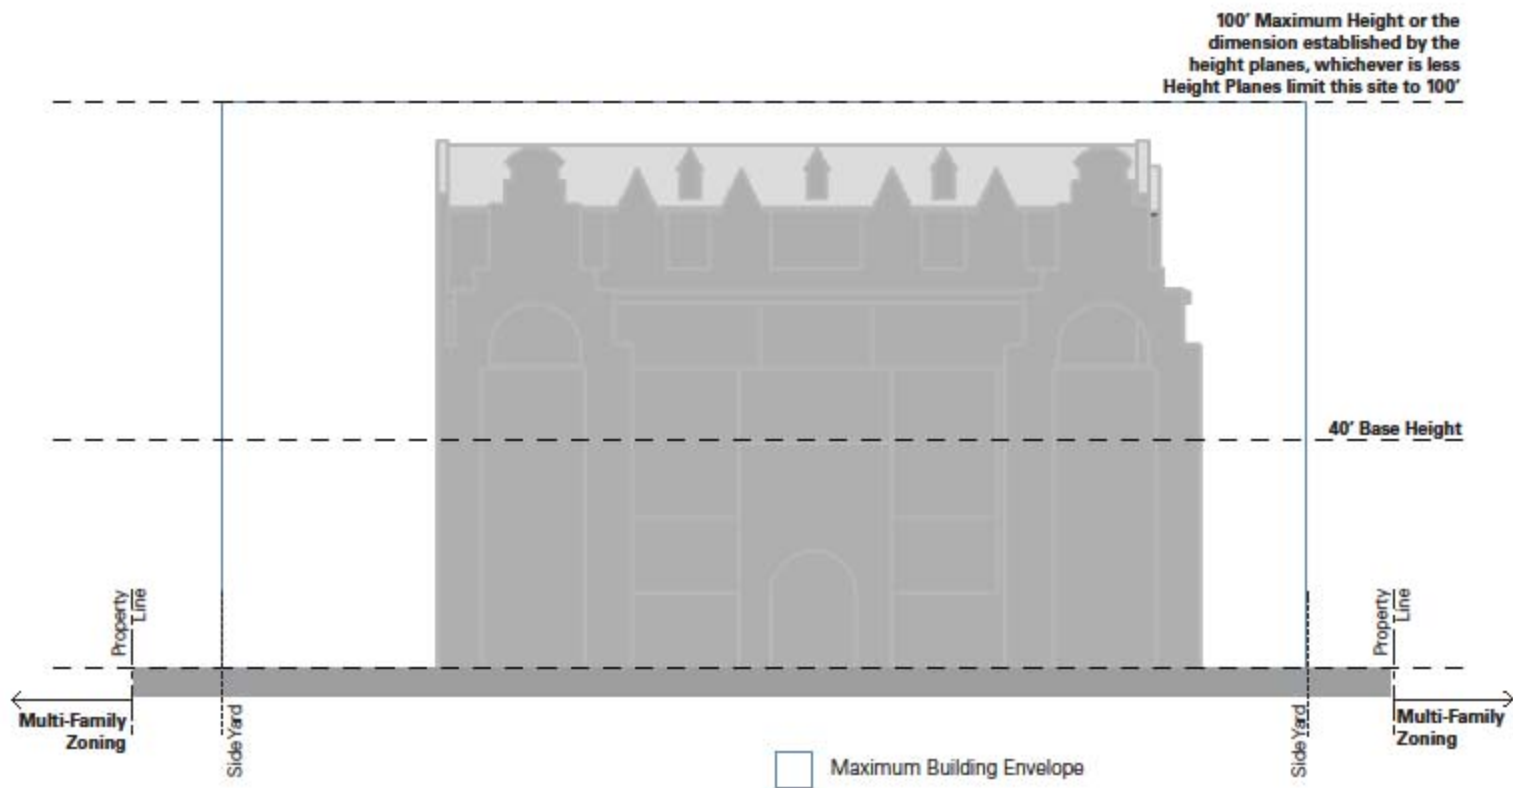 100' Maximum Height or the
dimension established by the
height planes, whichever is less
Height Planes limit this site to 100'
40' Base Height
Property
Line
Property
Line
Multi-Family
Zoning
Side Yard
Side Yard
Multi-Family
Zoning
Maximum Building Envelope